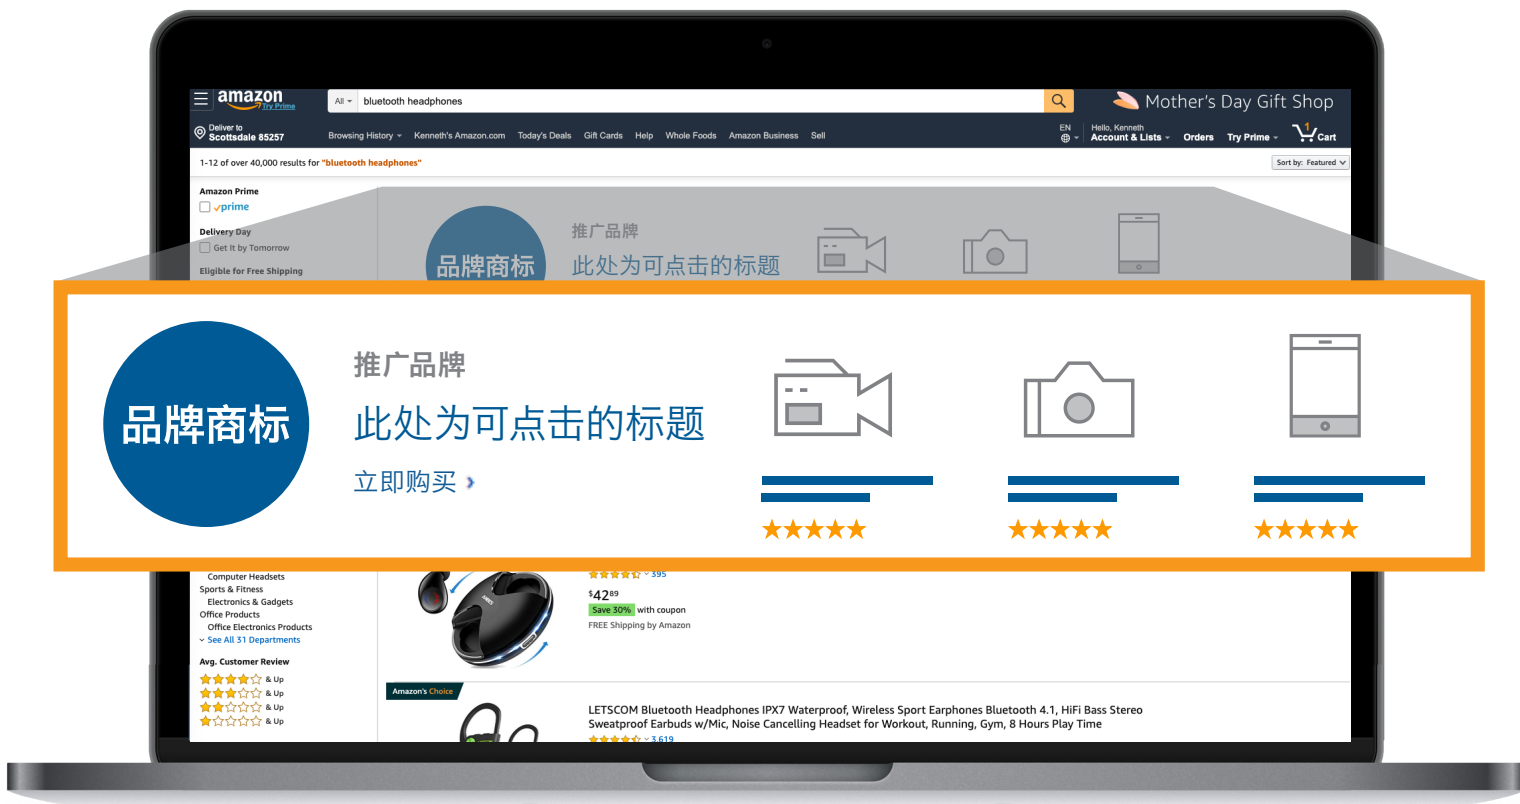 amazon
Try Prime
All
bluetooth headphones
Mother's Day Gift Shop
Deliver to
Scottsdale 85257
Browsing History
Kenneth's Amazon.com
Today's Deals
Gift Cards
Help
Whole Foods
Amazon Business
Sell
EN
Hello, Kenneth
Account & Lists
Orders
Try Prime
1
Cart
1-12 of over 40,000 results for "bluetooth headphones"
Sort by: Featured
Amazon Prime
prime
Delivery Day
Get It by Tomorrow
Eligible for Free Shipping
品牌商标
推广品牌
此处为可点击的标题
品牌商标
推广品牌
此处为可点击的标题
立即购买 ›
Computer Headsets
Sports & Fitness
Electronics & Gadgets
Office Products
Office Electronics Products
See All 31 Departments
Avg. Customer Review
& Up
& Up
& Up
& Up
395
$42 89
Save 30% with coupon
FREE Shipping by Amazon
Amazon's Choice
LETSCOM Bluetooth Headphones IPX7 Waterproof, Wireless Sport Earphones Bluetooth 4.1, HiFi Bass Stereo
Sweatproof Earbuds w/Mic, Noise Cancelling Headset for Workout, Running, Gym, 8 Hours Play Time
3,619